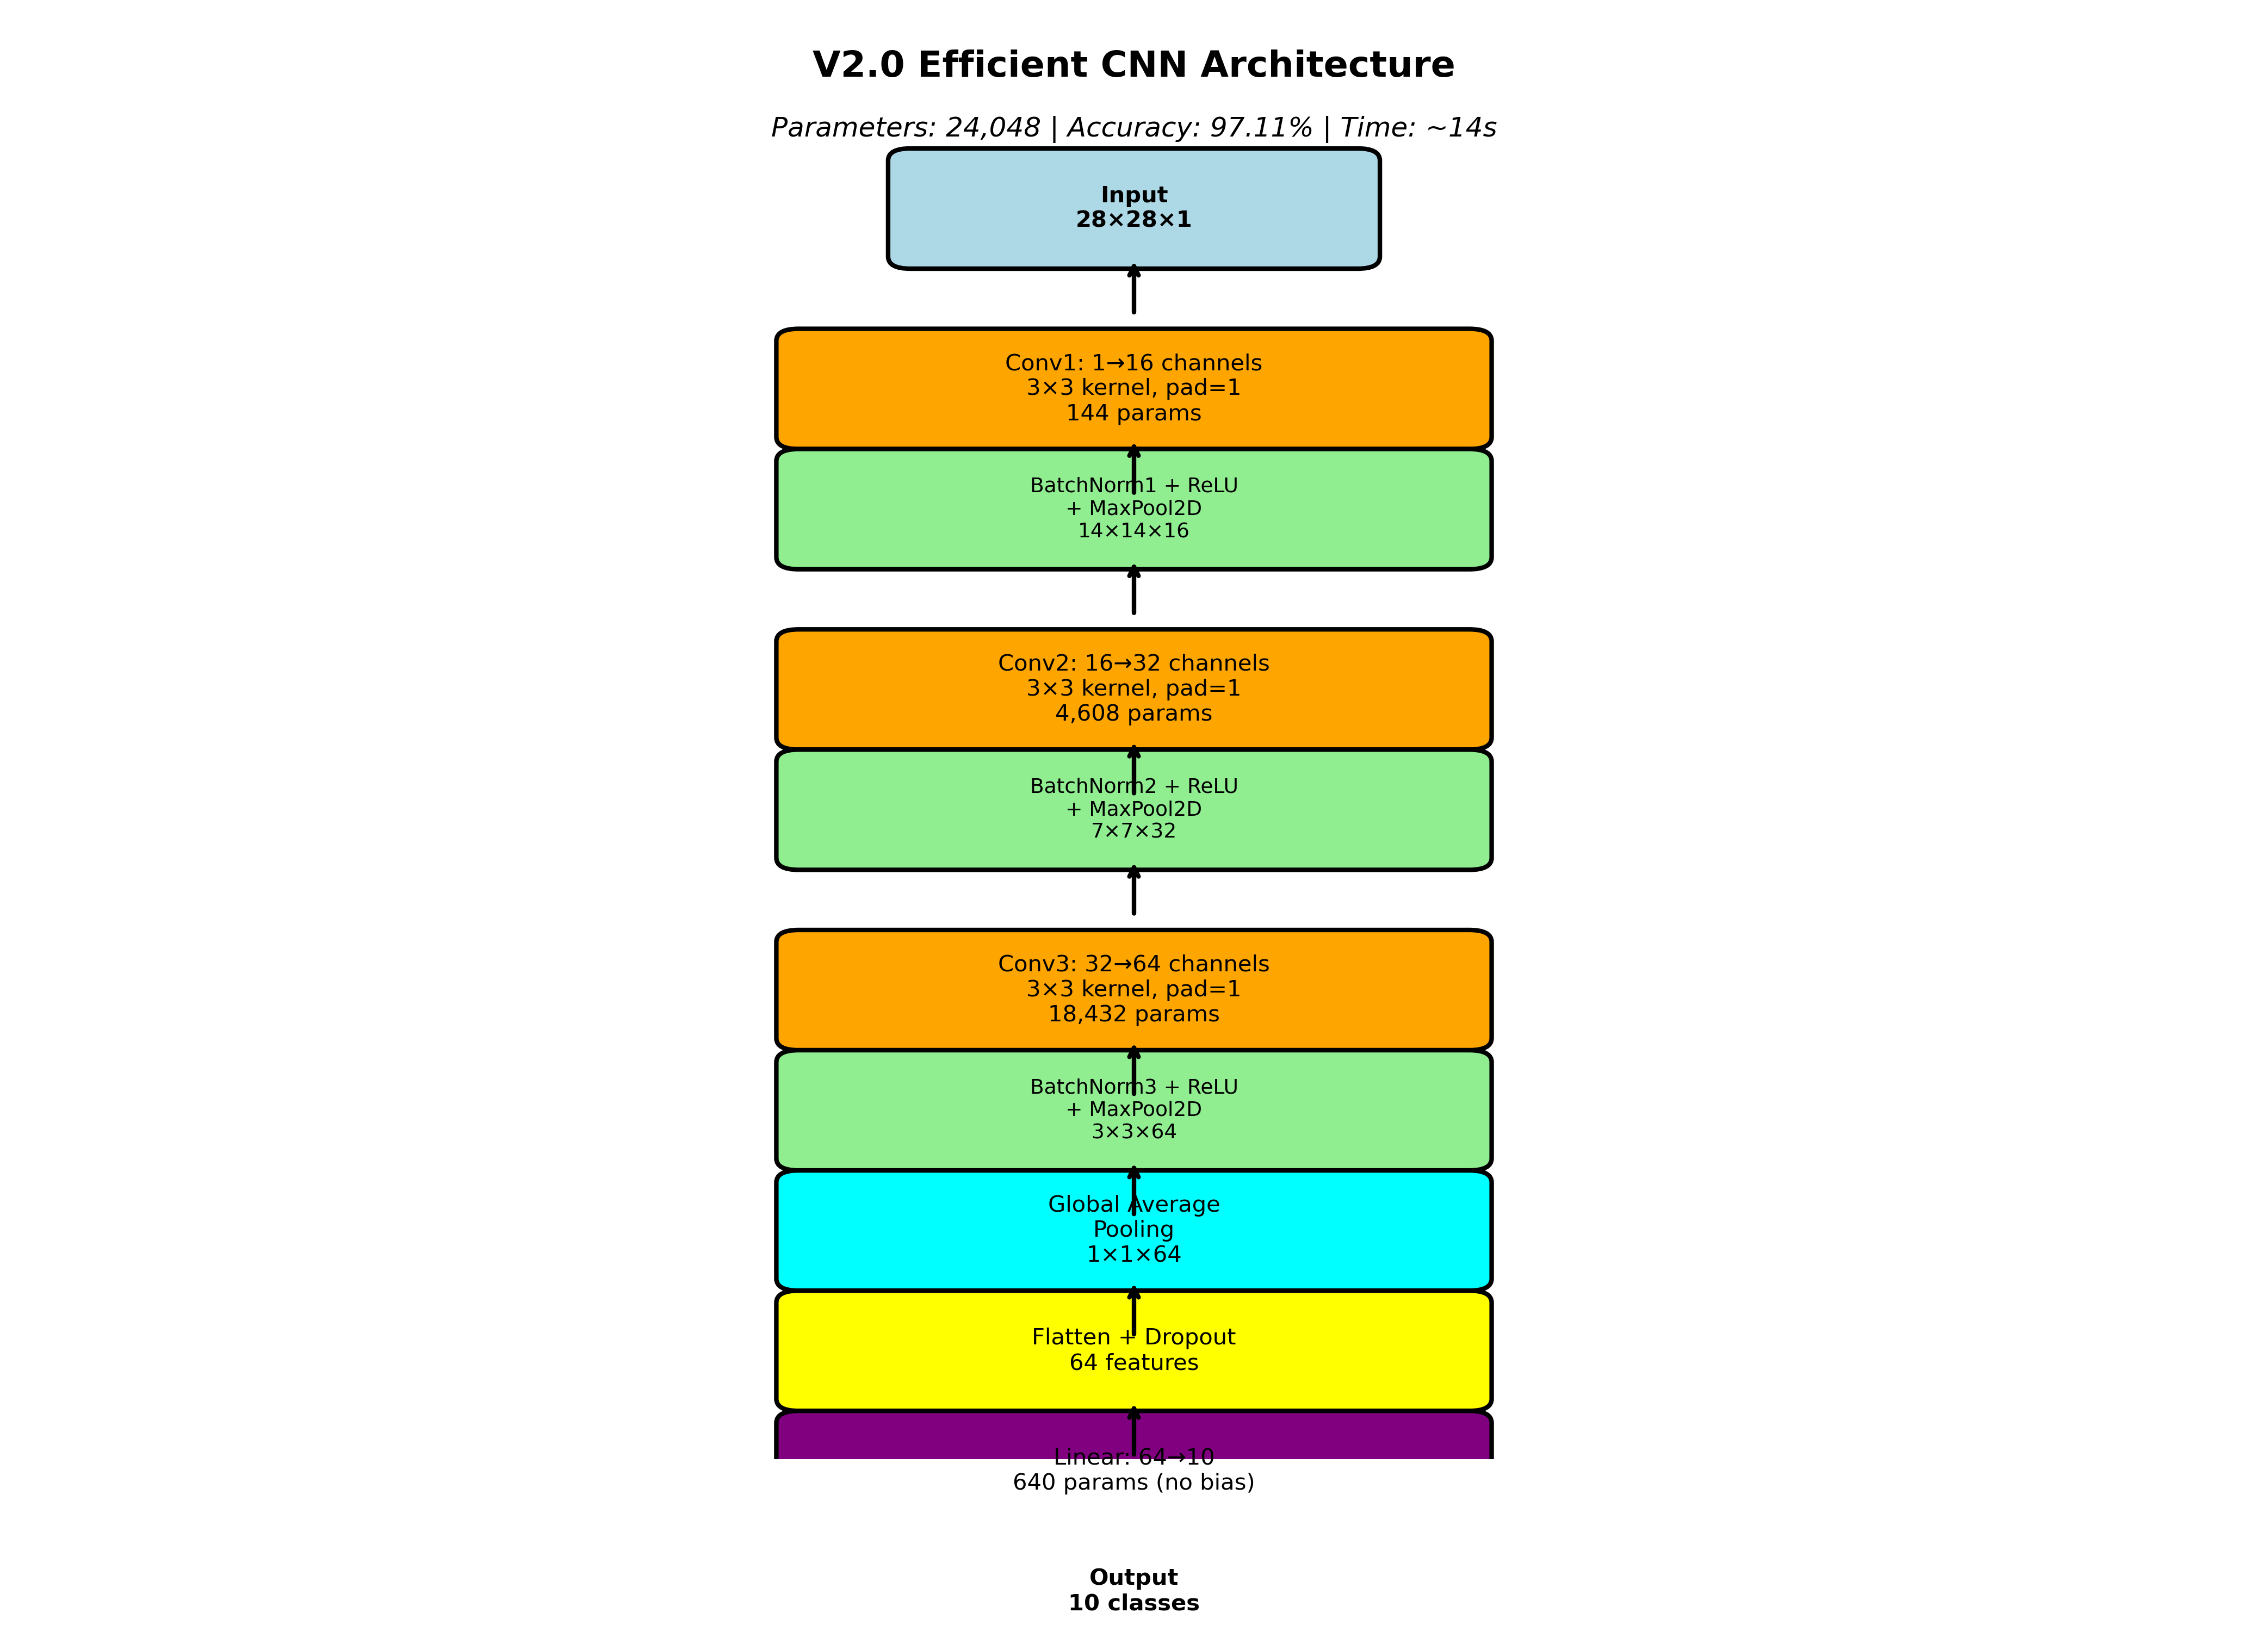 V2.0 Efficient CNN Architecture
Parameters: 24,048 | Accuracy: 97.11% | Time: ~14s
Input
28×28×1
Conv1: 1→16 channels
3×3 kernel, pad=1
144 params
BatchNorm1 + ReLU
+ MaxPool2D
14×14×16
Conv2: 16→32 channels
3×3 kernel, pad=1
4,608 params
BatchNorm2 + ReLU
+ MaxPool2D
7×7×32
Conv3: 32→64 channels
3×3 kernel, pad=1
18,432 params
BatchNorm3 + ReLU
+ MaxPool2D
3×3×64
Global Average
Pooling
1×1×64
Flatten + Dropout
64 features
Linear: 64→10
640 params (no bias)
Output
10 classes